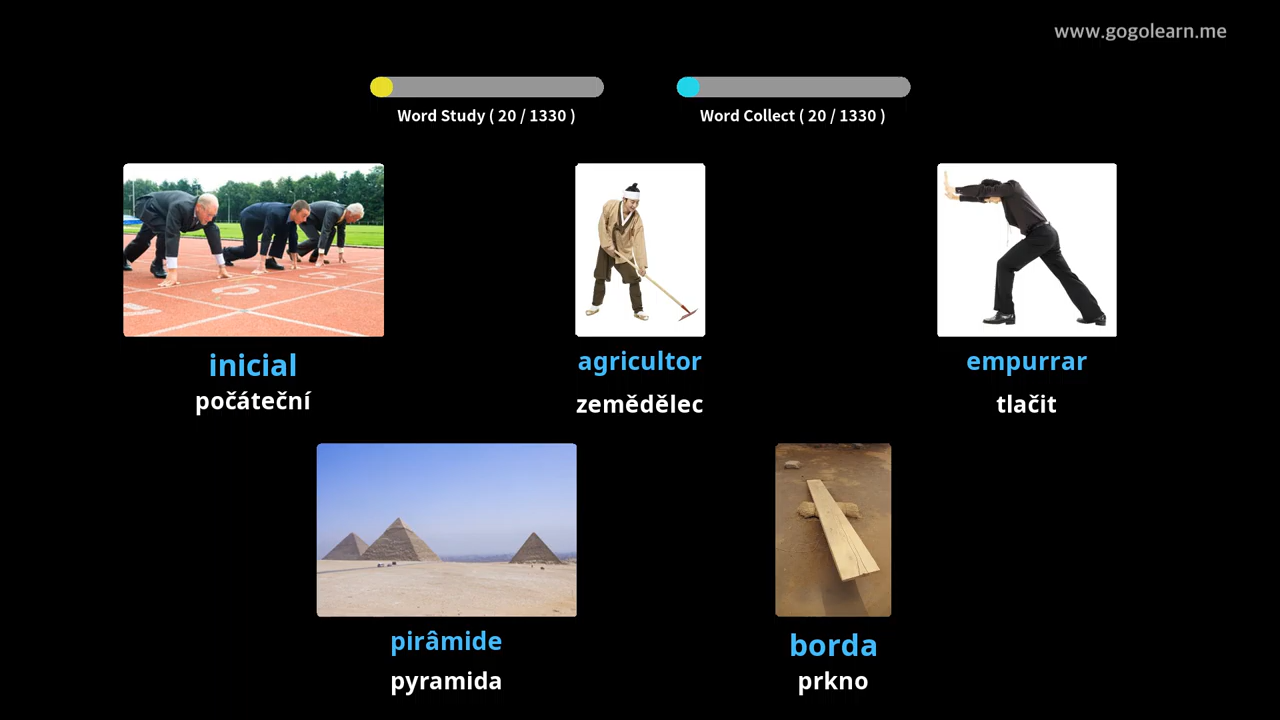 www.gogolearn.me
Word Study ( 20 / 1330 )
Word Collect ( 20 / 1330 )
inicial
počáteční
agricultor
zemědělec
empurrar
tlačit
pirâmide
pyramida
borda
prkno